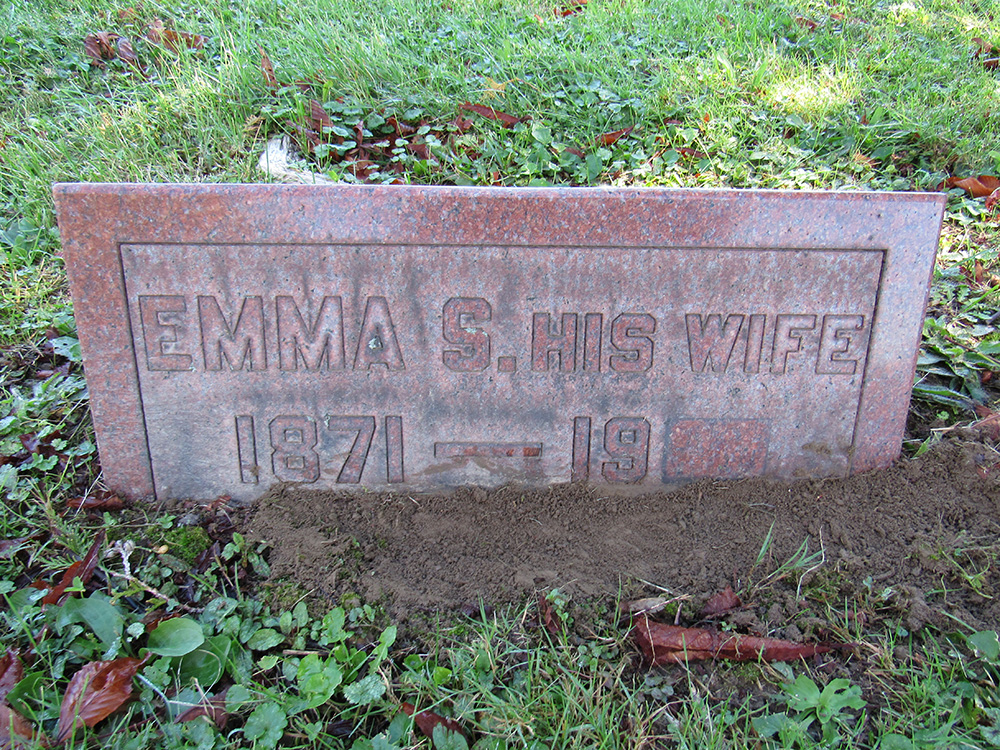 EMMA S. HIS WIFE
1871 — 19